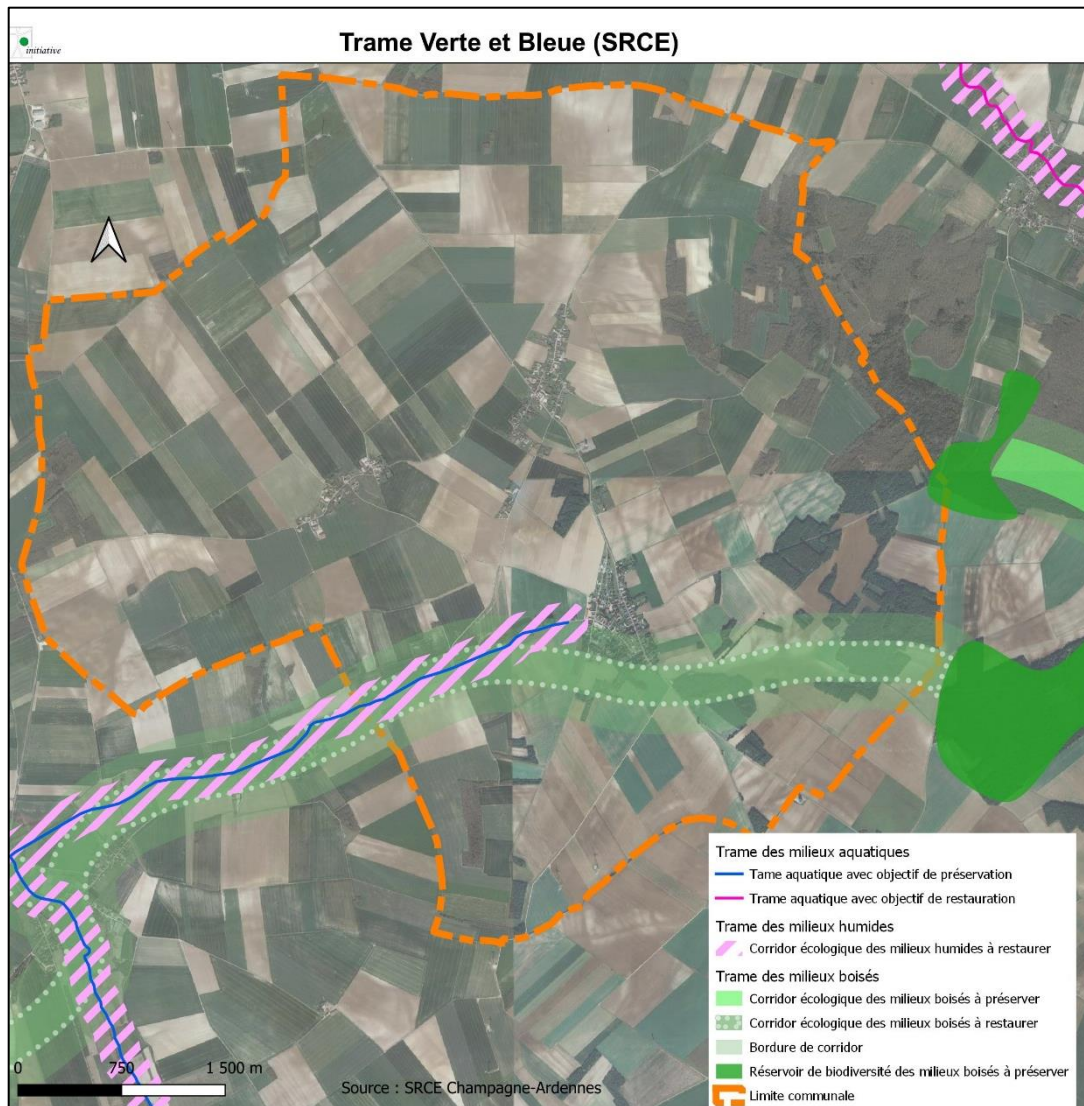 initiative
Trame Verte et Bleue (SRCE)
Trame des milieux aquatiques
Tame aquatique avec objectif de préservation
Trame aquatique avec objectif de restauration
Trame des milieux humides
Corridor écologique des milieux humides à restaurer
Trame des milieux boisés
Corridor écologique des milieux boisés à préserver
Corridor écologique des milieux boisés à restaurer
Bordure de corridor
Réservoir de biodiversité des milieux boisés à préserver
Limite communale
0 750 1 500 m
Source : SRCE Champagne-Ardennes